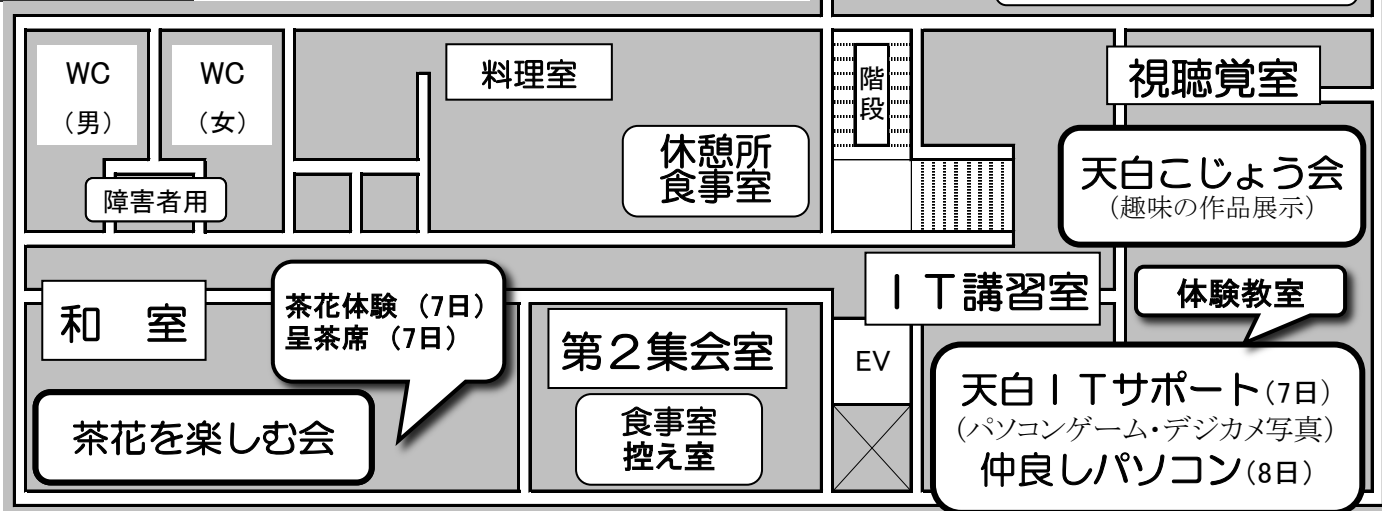 WC
(男)
WC
(女)
障害者用
料理室
休憩所
食事室
階段
視聴覚室
天白こじょう会
(趣味の作品展示)
和　室
茶花体験 (7日)
呈茶席 (7日)
茶花を楽しむ会
第2集会室
食事室
控え室
EV
IT講習室
体験教室
天白ITサポート(7日)
(パソコンゲーム・デジカメ写真)
仲良しパソコン(8日)